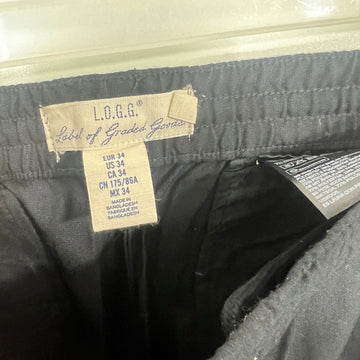 L.O.G.G.®
Label of Graded Goods
EUR 34
US 34
CA 34
CN 175/86A
MX 34
MADE IN
BANGLADESH
FABRIQUÉ EN
BANGLADESH